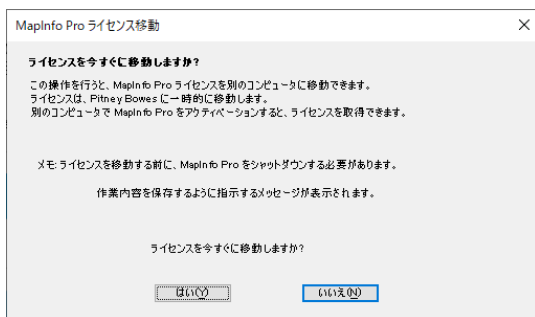 MapInfo Pro ライセンス移動
ライセンスを今すぐに移動しますか?
この操作を行うと、MapInfo Pro ライセンスを別のコンピュータに移動できます。
ライセンスは、Pitney Bowes に一時的に移動します。
別のコンピュータで MapInfo Pro をアクティベーションすると、ライセンスを取得できます。
メモ:ライセンスを移動する前に、MapInfo Pro をシャットダウンする必要があります。
作業内容を保存するように指示するメッセージが表示されます。
ライセンスを今すぐに移動しますか?
はい(Y) いいえ(N)